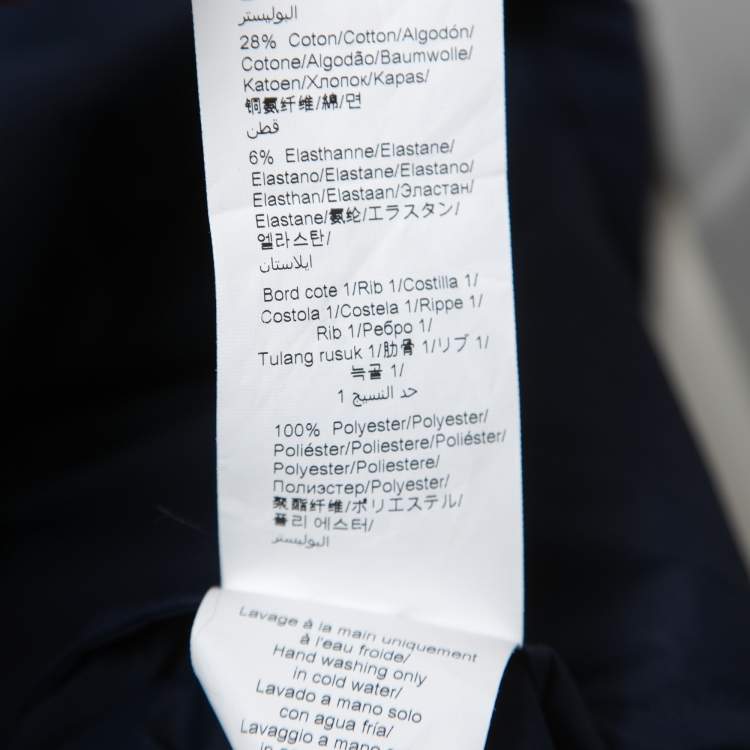 البوليستر
28% Coton/Cotton/Algodón/
Cotone/Algodão/Baumwolle/
Katoen/Хлопок/Kapas/
铜氨纤维/綿/면
قطن
6% Elasthanne/Elastane/
Elastano/Elastane/Elastano/
Elasthan/Elastaan/Эластан/
Elastane/氨纶/エラスタン/
엘라스탄/
ايلاستان
Bord cote 1/Rib 1/Costilla 1/
Costola 1/Costela 1/Rippe 1/
Rib 1/Ребро 1/
Tulang rusuk 1/肋骨 1/リブ 1/
늑골 1/
حد النسيج 1
100% Polyester/Polyester/
Poliéster/Poliestere/Poliéster/
Polyester/Poliestere/
Полиэстер/Polyester/
聚酯纤维/ポリエステル/
폴리 에스터/
البوليستر
Lavage à la main uniquement
à l'eau froide/
Hand washing only
in cold water/
Lavado a mano solo
con agua fría/
Lavaggio a mano
in